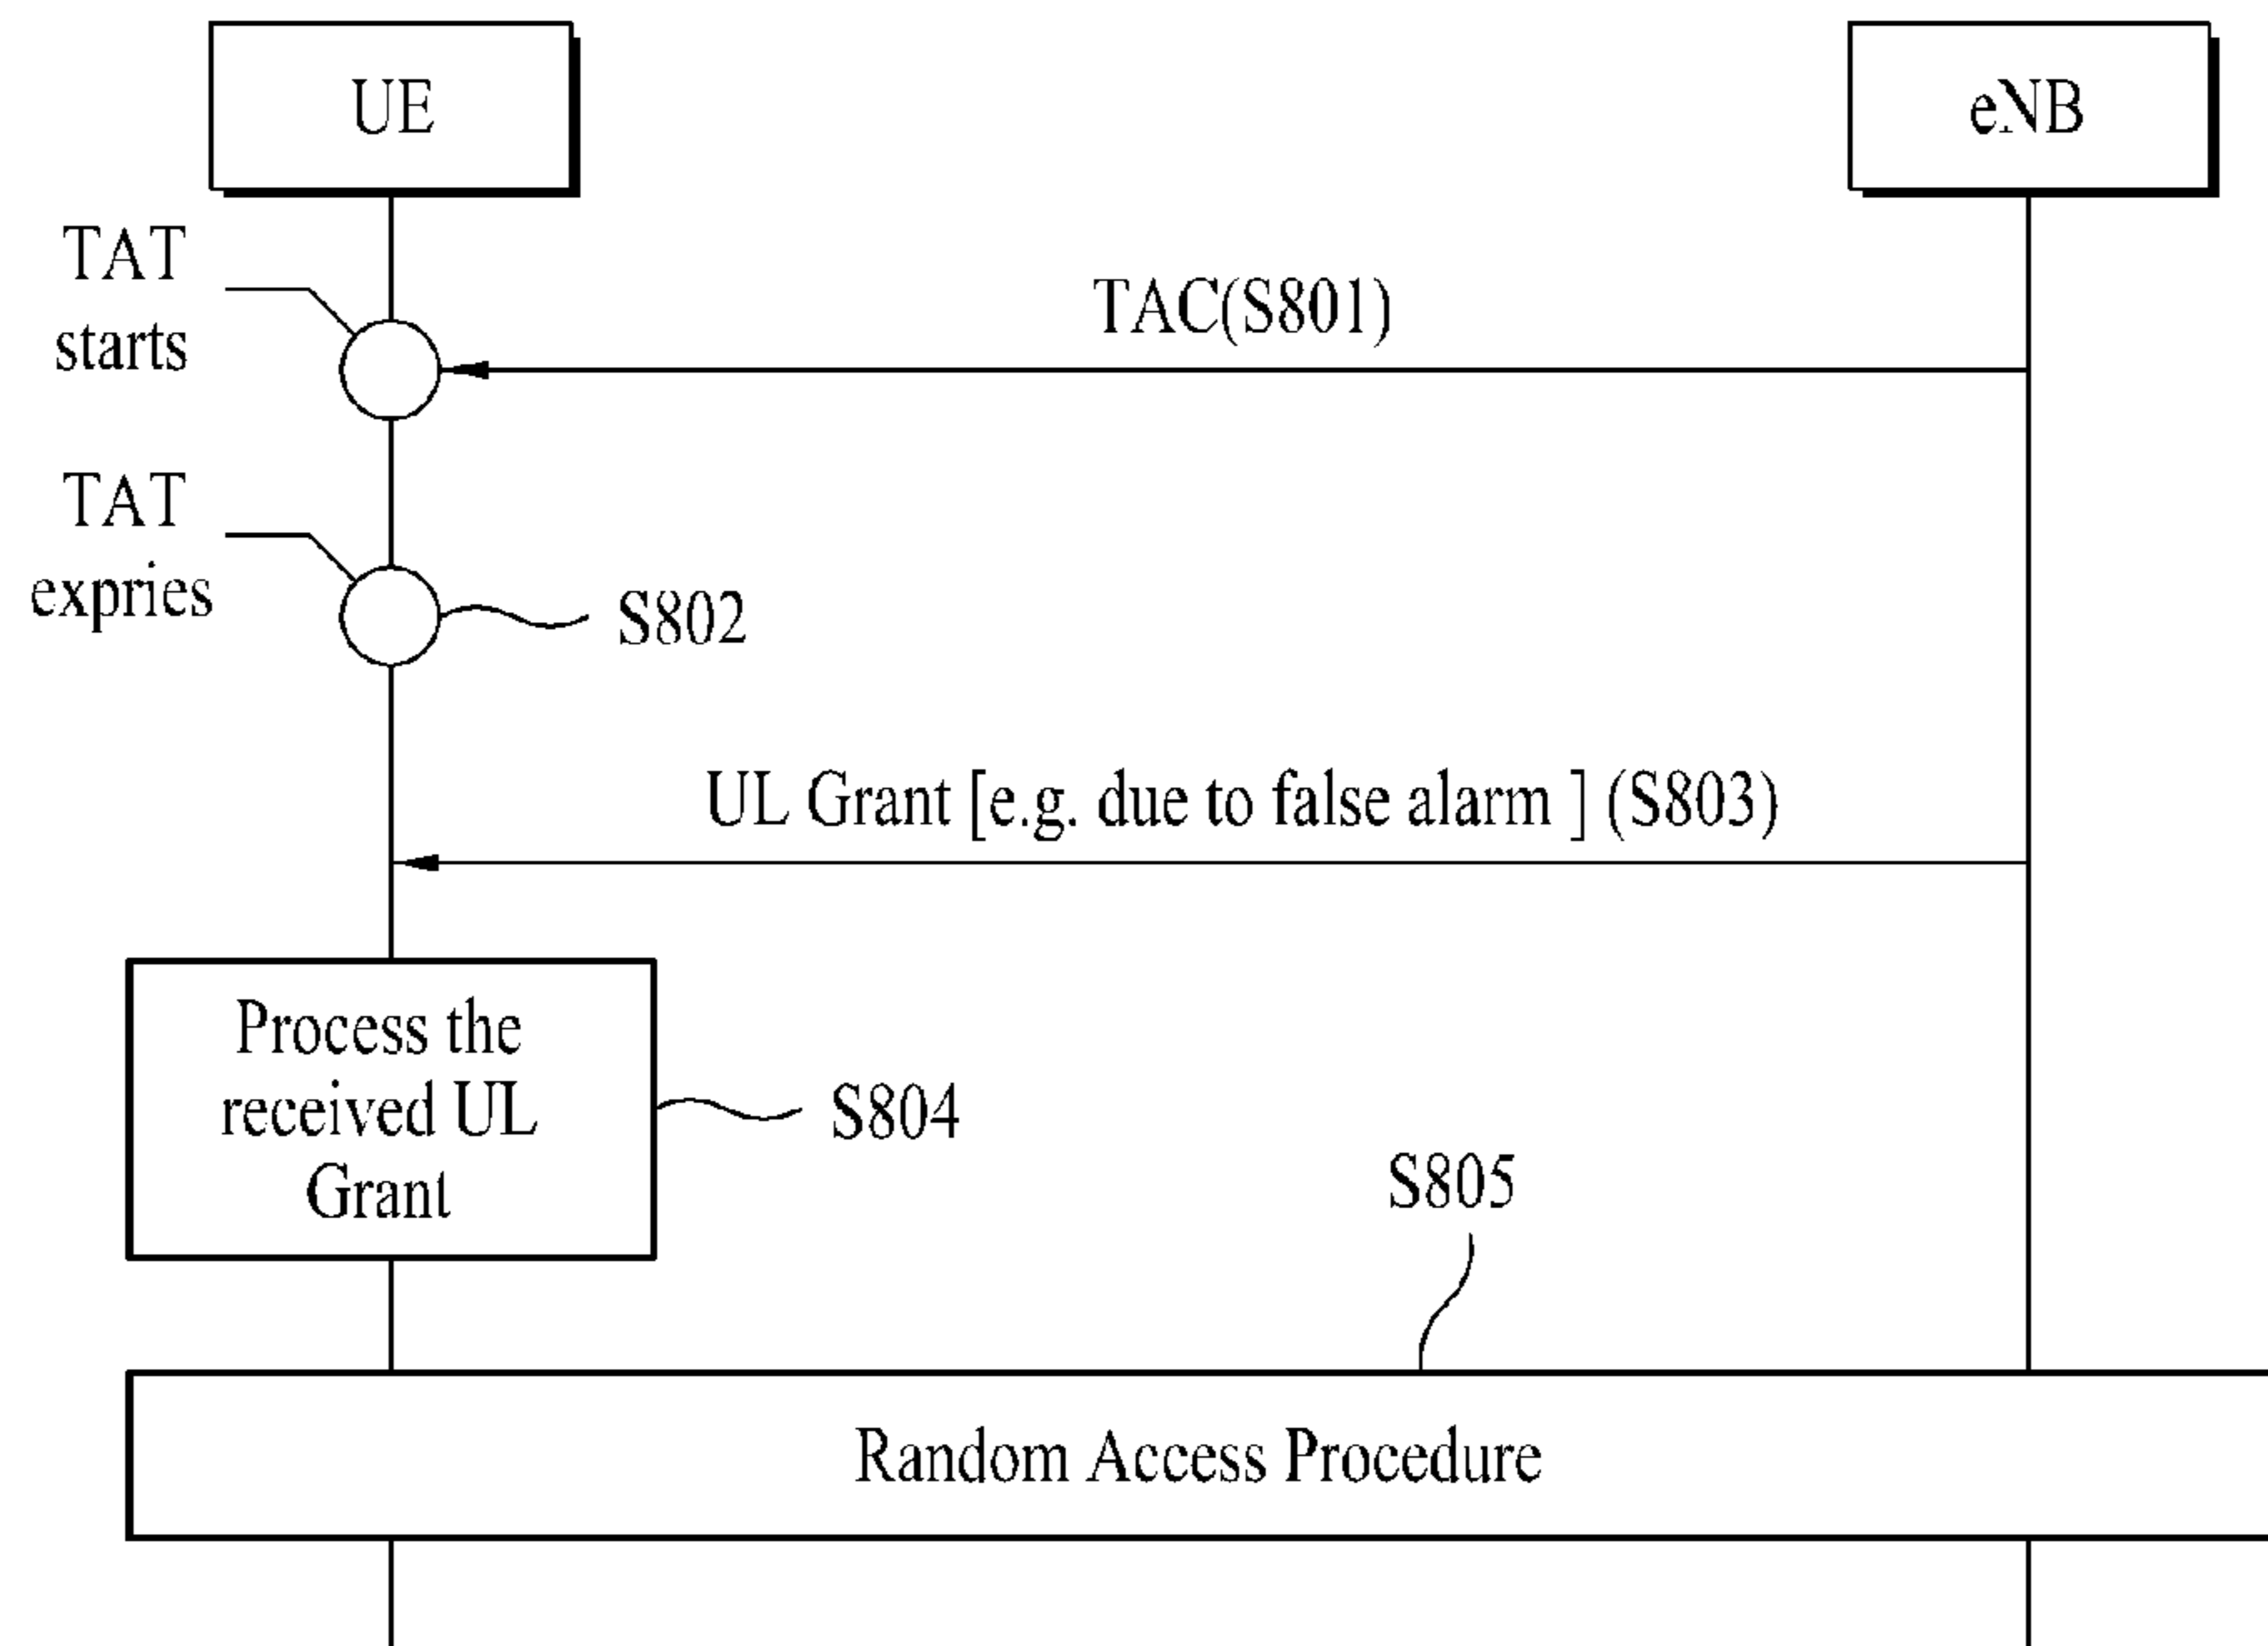 UE
eNB
TAT
starts
TAC(S801)
TAT
expries
S802
UL Grant [e.g. due to false alarm ] (S803)
Process the
received UL
Grant
S804
S805
Random Access Procedure